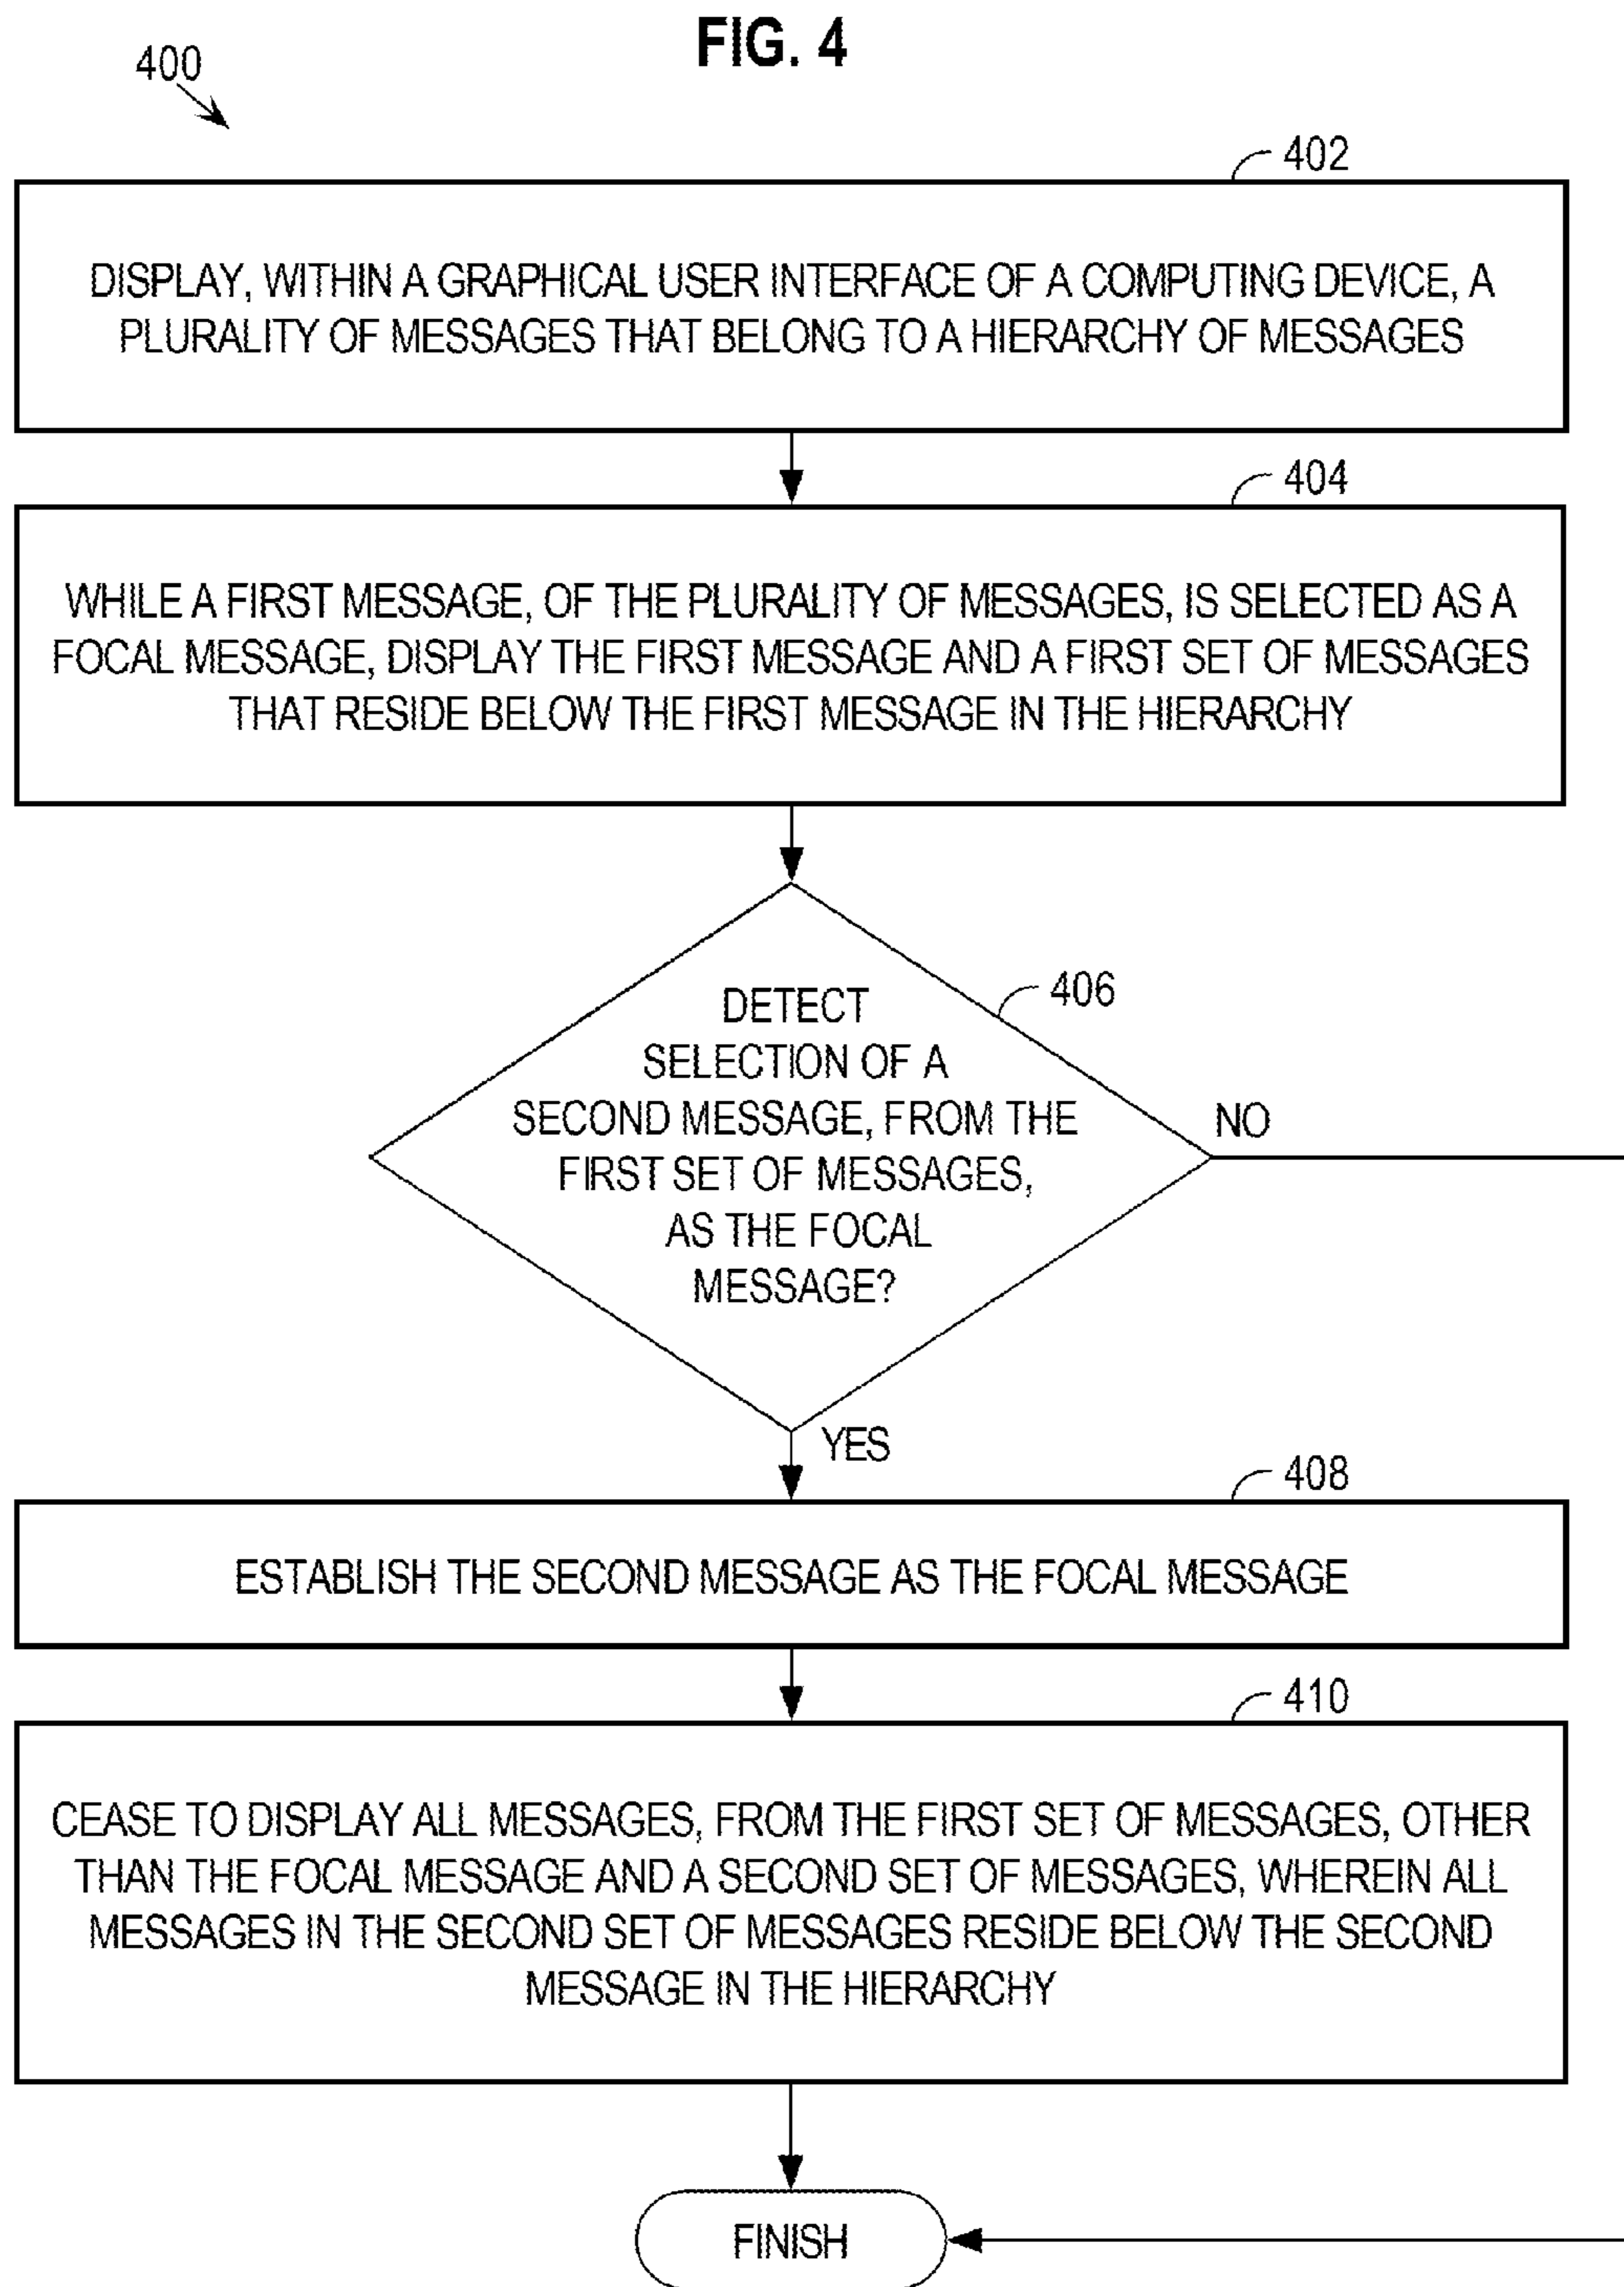 FIG. 4
400
402
DISPLAY, WITHIN A GRAPHICAL USER INTERFACE OF A COMPUTING DEVICE, A
PLURALITY OF MESSAGES THAT BELONG TO A HIERARCHY OF MESSAGES
404
WHILE A FIRST MESSAGE, OF THE PLURALITY OF MESSAGES, IS SELECTED AS A
FOCAL MESSAGE, DISPLAY THE FIRST MESSAGE AND A FIRST SET OF MESSAGES
THAT RESIDE BELOW THE FIRST MESSAGE IN THE HIERARCHY
406
DETECT
SELECTION OF A
SECOND MESSAGE, FROM THE
FIRST SET OF MESSAGES,
AS THE FOCAL
MESSAGE?
NO
YES
408
ESTABLISH THE SECOND MESSAGE AS THE FOCAL MESSAGE
410
CEASE TO DISPLAY ALL MESSAGES, FROM THE FIRST SET OF MESSAGES, OTHER
THAN THE FOCAL MESSAGE AND A SECOND SET OF MESSAGES, WHEREIN ALL
MESSAGES IN THE SECOND SET OF MESSAGES RESIDE BELOW THE SECOND
MESSAGE IN THE HIERARCHY
FINISH